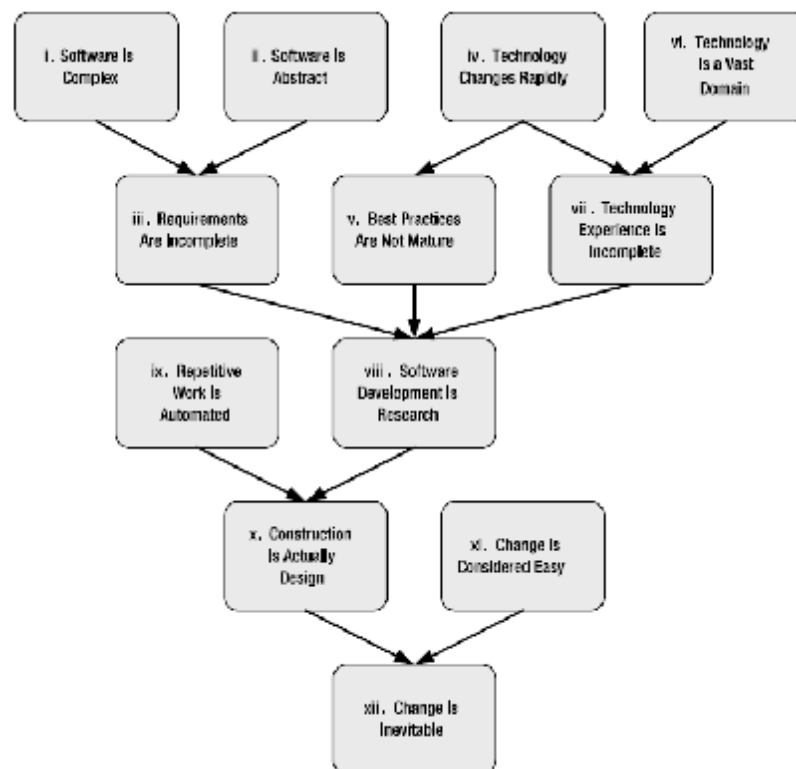 i. Software Is
Complex
ii. Software Is
Abstract
iv. Technology
Changes Rapidly
vi. Technology
Is a Vast
Domain
iii. Requirements
Are Incomplete
v. Best Practices
Are Not Mature
vii. Technology
Experience Is
Incomplete
ix. Repetitive
Work Is
Automated
viii. Software
Development Is
Research
x. Construction
Is Actually
Design
xi. Change Is
Considered Easy
xii. Change Is
Inevitable